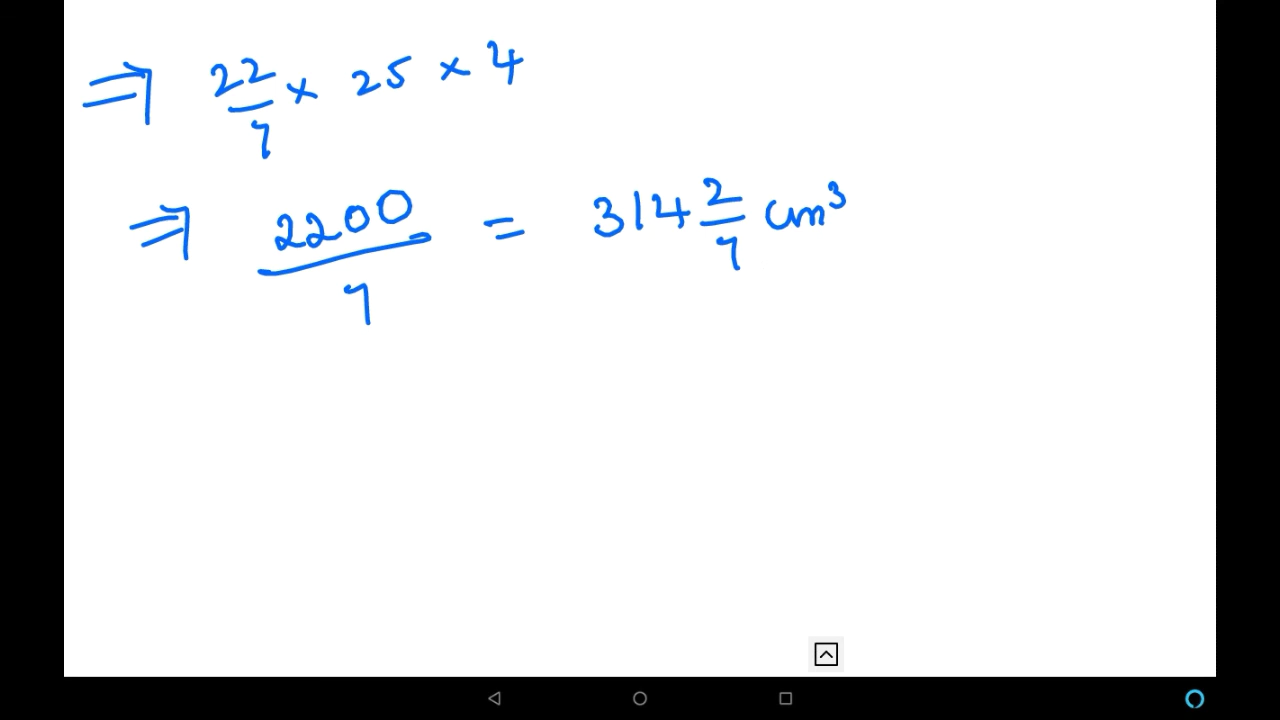 ⇒ 22/7 × 25 × 4
⇒ 2200/7 = 314 2/7 cm³